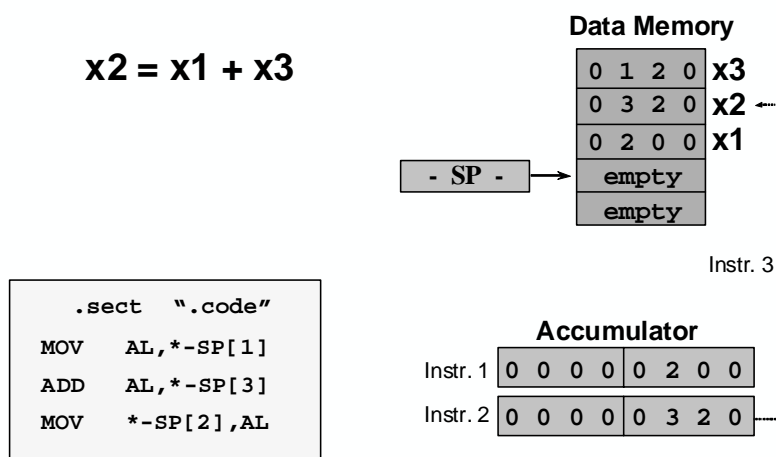 Data Memory
x2 = x1 + x3
0 1 2 0 x3
0 3 2 0 x2
0 2 0 0 x1
- SP - empty
empty
Instr. 3
.sect “.code”
MOV AL,*-SP[1]
ADD AL,*-SP[3]
MOV *-SP[2],AL
Accumulator
Instr. 1 0 0 0 0 0 2 0 0
Instr. 2 0 0 0 0 0 3 2 0